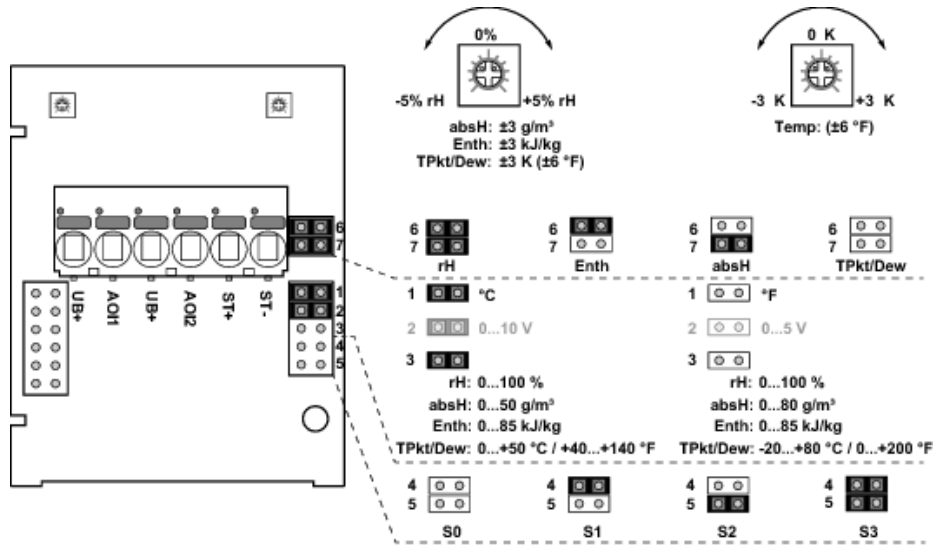 0%
-5% rH +5% rH
absH: ±3 g/m³
Enth: ±3 kJ/kg
TPkt/Dew: ±3 K (±6 °F)
0 K
-3 K +3 K
Temp: (±6 °F)
6
7
UB+ AOI1 UB+ AOI2 ST+ ST-
1
2
3
4
5
6
7
rH
6
7
Enth
6
7
absH
6
7
TPkt/Dew
1 °C
2 0...10 V
3
rH: 0...100 %
absH: 0...50 g/m³
Enth: 0...85 kJ/kg
TPkt/Dew: 0...+50 °C / +40...+140 °F
1 °F
2 0...5 V
3
rH: 0...100 %
absH: 0...80 g/m³
Enth: 0...85 kJ/kg
TPkt/Dew: -20...+80 °C / 0...+200 °F
4
5
S0
4
5
S1
4
5
S2
4
5
S3